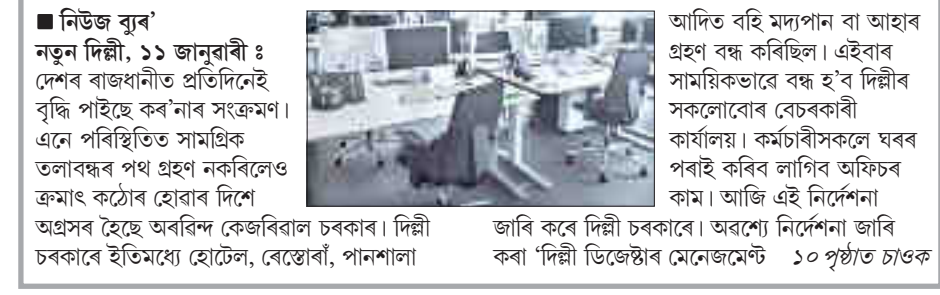 ■ নিউজ ব্যুৰ'
নতুন দিল্লী, ১১ জানুৱাৰী ঃ
দেশৰ ৰাজধানীত প্ৰতিদিনেই
বৃদ্ধি পাইছে কৰ'নাৰ সংক্ৰমণ।
এনে পৰিস্থিতিত সামগ্ৰিক
তলাবন্ধৰ পথ গ্ৰহণ নকৰিলেও
ক্ৰমাৎ কঠোৰ হোৱাৰ দিশে
অগ্ৰসৰ হৈছে অৰৱিন্দ কেজৰিৱাল চৰকাৰ। দিল্লী
চৰকাৰে ইতিমধ্যে হোটেল, ৰেস্তোৰাঁ, পানশালা
আদিত বহি মদ্যপান বা আহাৰ
গ্ৰহণ বন্ধ কৰিছিল। এইবাৰ
সাময়িকভাৱে বন্ধ হ'ব দিল্লীৰ
সকলোবোৰ বেচৰকাৰী
কাৰ্যালয়। কৰ্মচাৰীসকলে ঘৰৰ
পৰাই কৰিব লাগিব অফিচৰ
কাম। আজি এই নিৰ্দেশনা
জাৰি কৰে দিল্লী চৰকাৰে। অৱশ্যে নিৰ্দেশনা জাৰি
কৰা 'দিল্লী ডিজেষ্টাৰ মেনেজমেণ্ট ১০ পৃষ্ঠাত চাওক